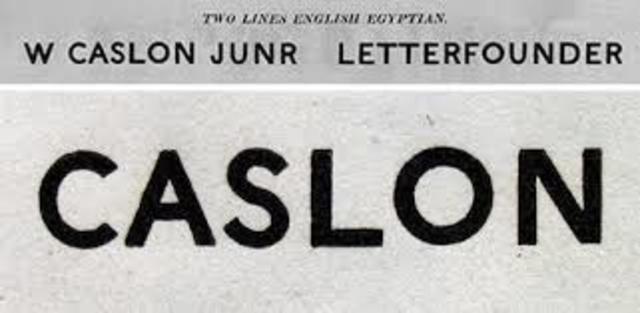 TWO LINES ENGLISH EGYPTIAN.
W CASLON JUNR LETTERFOUNDER
CASLON